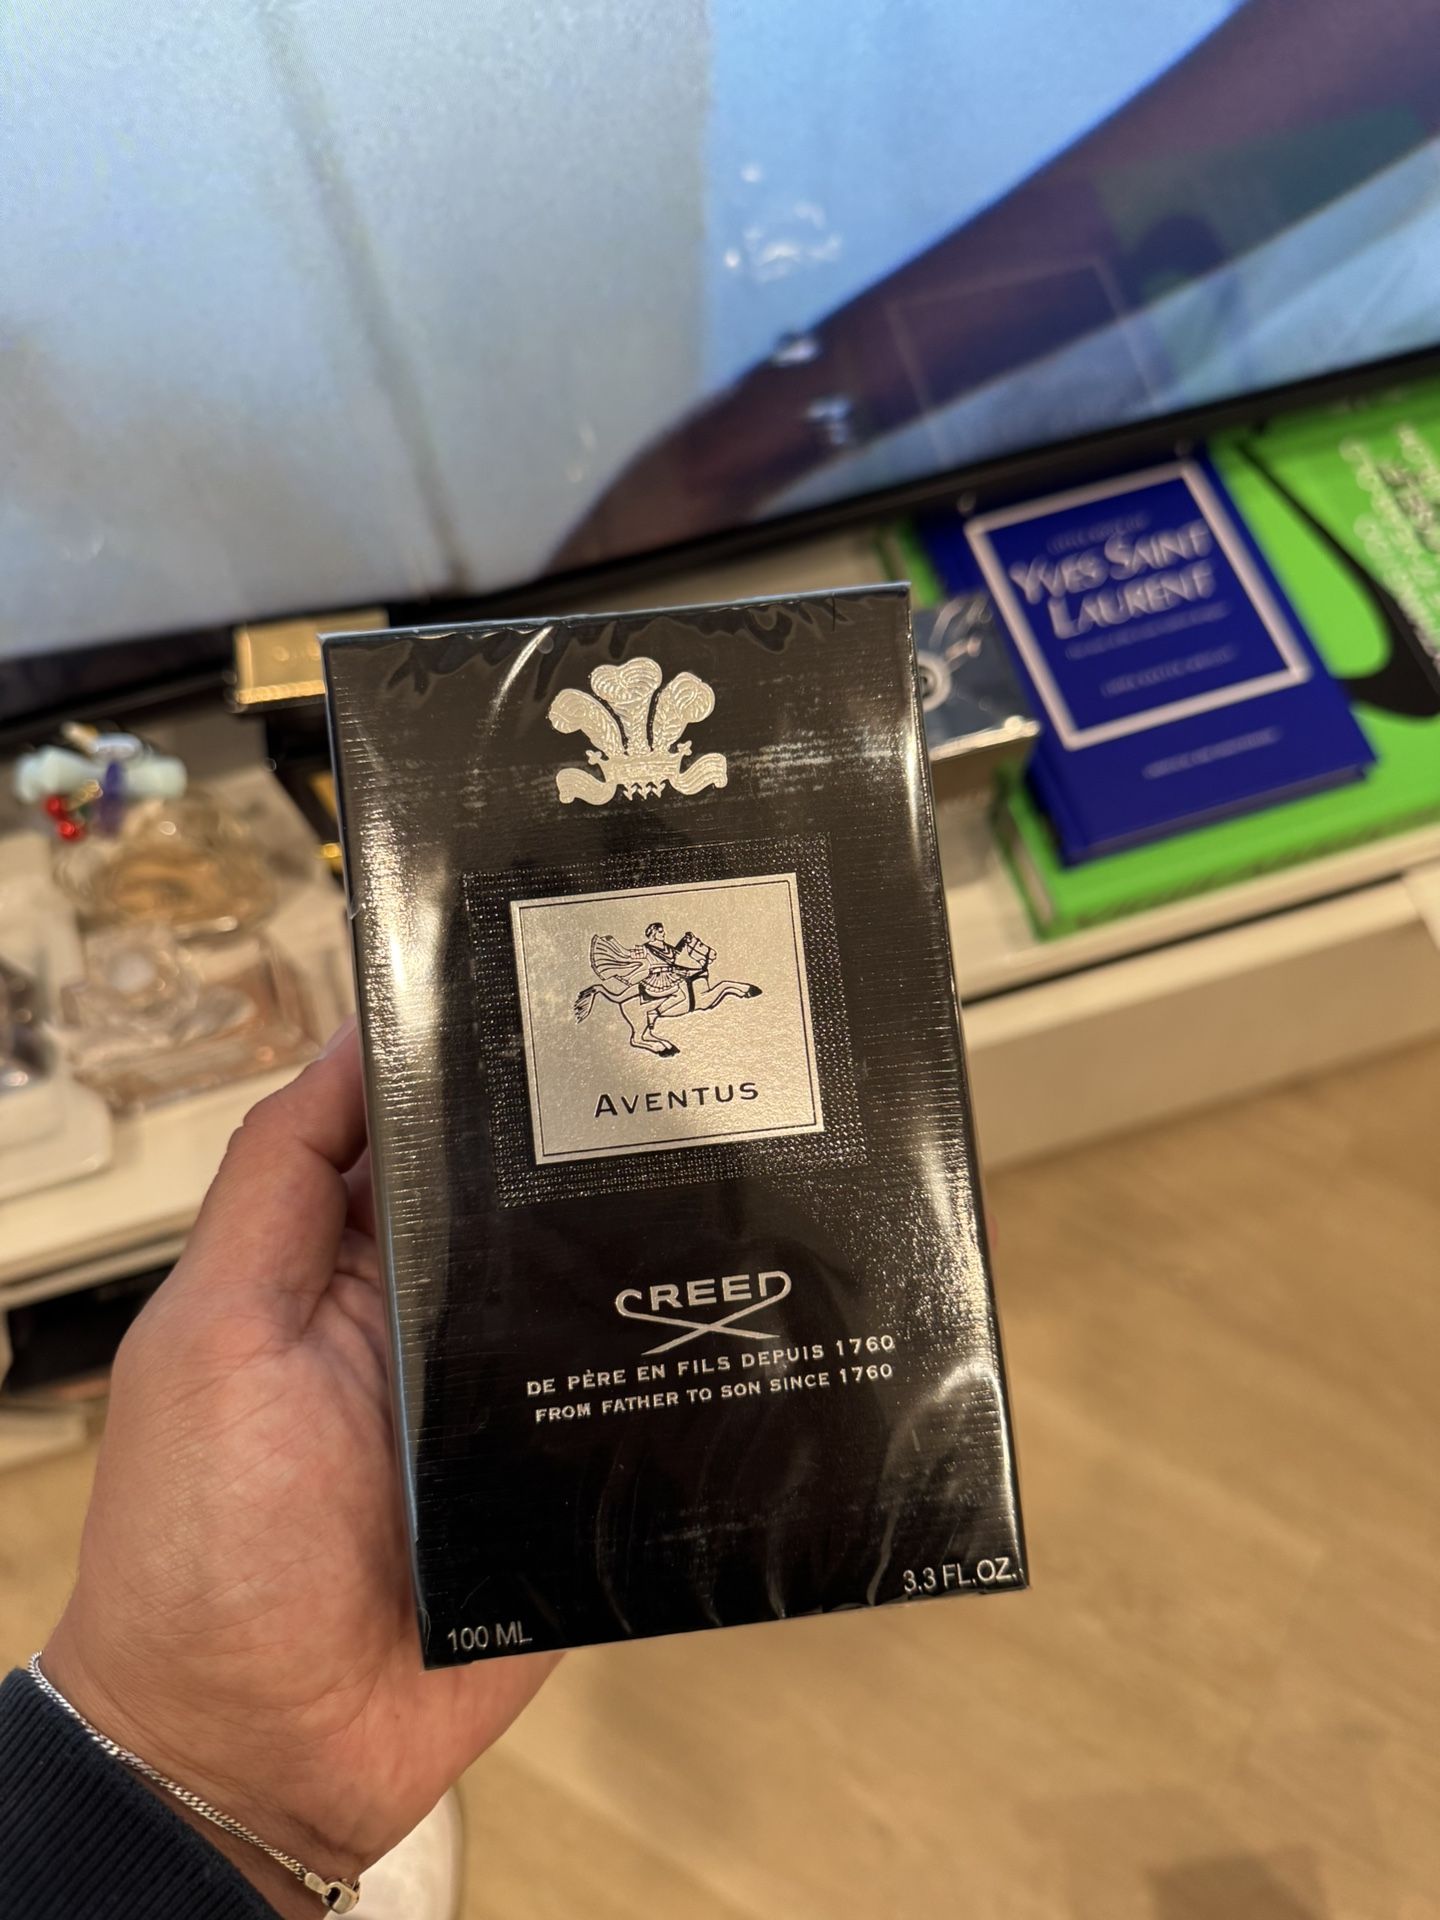 YVES SAINT
LAURENT
AVENTUS
CREED
DE PÈRE EN FILS DEPUIS 1760
FROM FATHER TO SON SINCE 1760
100 ML
3.3 FL.OZ.